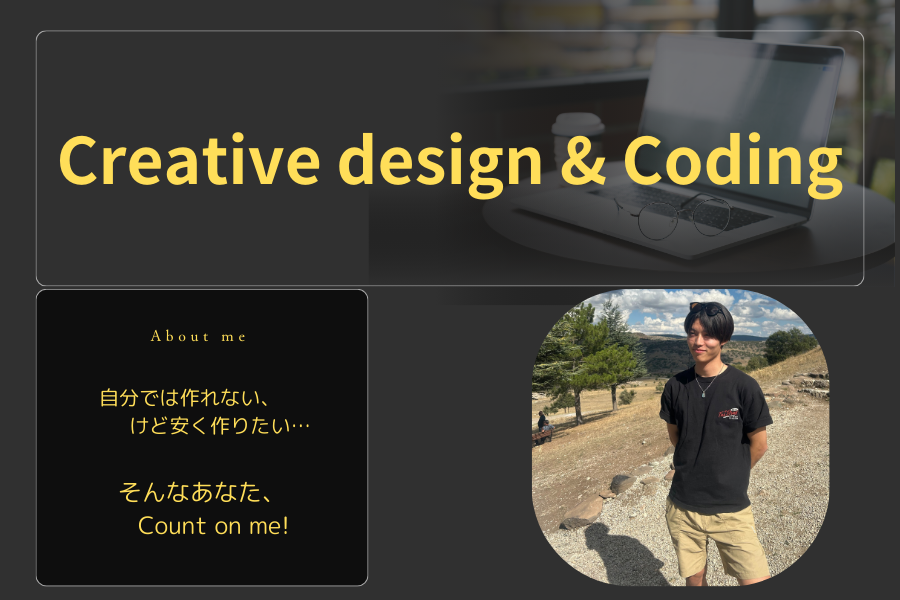 Creative design & Coding
About me
自分では作れない、
けど安く作りたい…
そんなあなた、
Count on me!